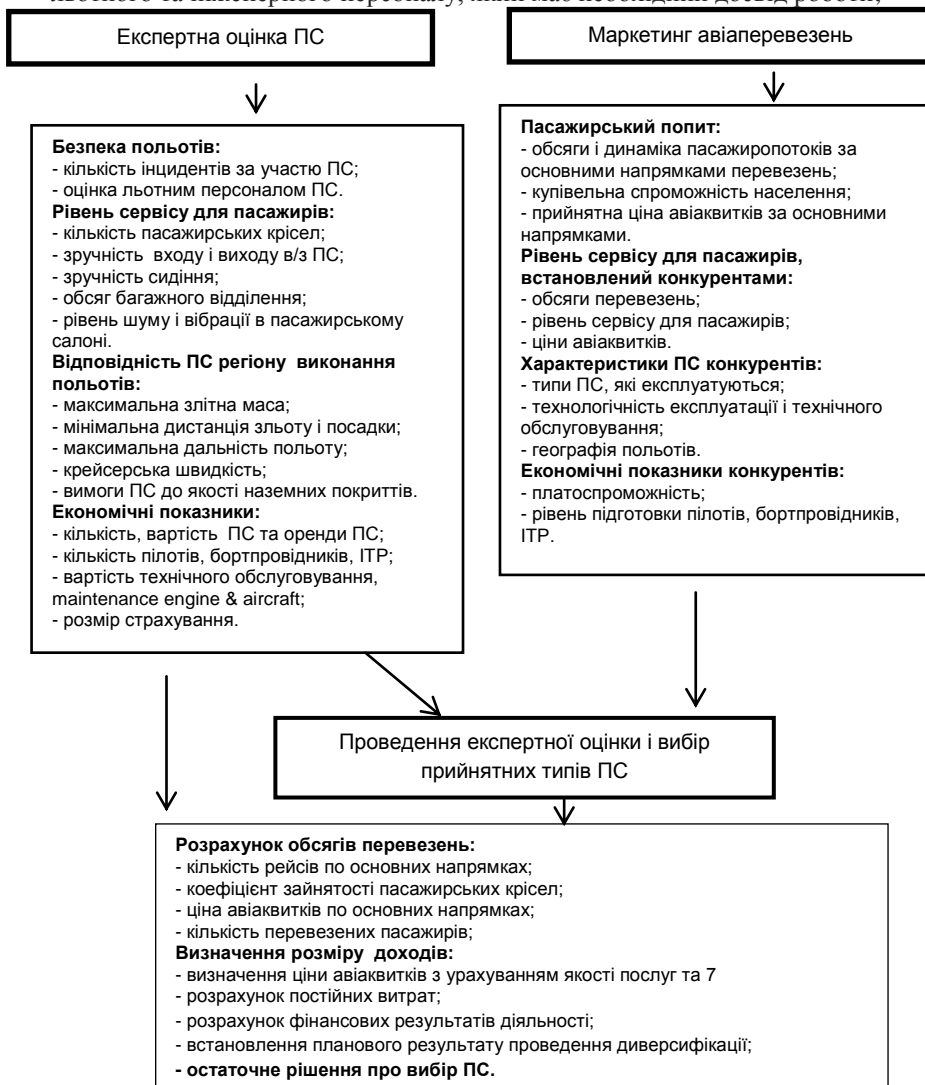 льотного та інженерного персоналу, який має необхідний досвід роботи;
Експертна оцінка ПС
Маркетинг авіаперевезень
Безпека польотів:
- кількість інцидентів за участю ПС;
- оцінка льотним персоналом ПС.
Рівень сервісу для пасажирів:
- кількість пасажирських крісел;
- зручність входу і виходу в/з ПС;
- зручність сидіння;
- обсяг багажного відділення;
- рівень шуму і вібрації в пасажирському
салоні.
Відповідність ПС регіону виконання
польотів:
- максимальна злітна маса;
- мінімальна дистанція зльоту і посадки;
- максимальна дальність польоту;
- крейсерська швидкість;
- вимоги ПС до якості наземних покриттів.
Економічні показники:
- кількість, вартість ПС та оренди ПС;
- кількість пілотів, бортпровідників, ІТР;
- вартість технічного обслуговування,
maintenance engine & aircraft;
- розмір страхування.
Пасажирський попит:
- обсяги і динаміка пасажиропотоків за
основними напрямками перевезень;
- купівельна спроможність населення;
- прийнятна ціна авіаквитків за основними
напрямками.
Рівень сервісу для пасажирів,
встановлений конкурентами:
- обсяги перевезень;
- рівень сервісу для пасажирів;
- ціни авіаквитків.
Характеристики ПС конкурентів:
- типи ПС, які експлуатуються;
- технологічність експлуатації і технічного
обслуговування;
- географія польотів.
Економічні показники конкурентів:
- платоспроможність;
- рівень підготовки пілотів, бортпровідників,
ІТР.
Проведення експертної оцінки і вибір
прийнятних типів ПС
Розрахунок обсягів перевезень:
- кількість рейсів по основних напрямках;
- коефіцієнт зайнятості пасажирських крісел;
- ціна авіаквитків по основних напрямках;
- кількість перевезених пасажирів;
Визначення розміру доходів:
- визначення ціни авіаквитків з урахуванням якості послуг та 7
- розрахунок постійних витрат;
- розрахунок фінансових результатів діяльності;
- встановлення планового результату проведення диверсифікації;
- остаточне рішення про вибір ПС.